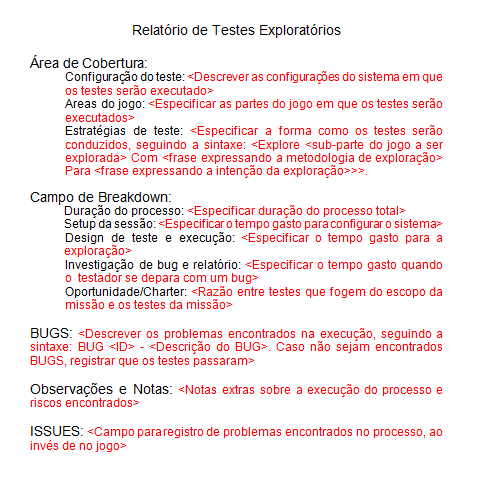 Relatório de Testes Exploratórios
Área de Cobertura:
Configuração do teste: <Descrever as configurações do sistema em que
os testes serão executado>
Areas do jogo: <Especificar as partes do jogo em que os testes serão
executados>
Estratégias de teste: <Especificar a forma como os testes serão
conduzidos, seguindo a sintaxe: <Explore <sub-parte do jogo a ser
explorada> Com <frase expressando a metodologia de exploração>
Para <frase expressando a intenção da exploração>>>.
Campo de Breakdown:
Duração do processo: <Especificar duração do processo total>
Setup da sessão: <Especificar o tempo gasto para configurar o sistema>
Design de teste e execução: <Especificar o tempo gasto para a
exploração>
Investigação de bug e relatório: <Especificar o tempo gasto quando
o testador se depara com um bug>
Oportunidade/Charter: <Razão entre testes que fogem do escopo da
missão e os testes da missão>
BUGS: <Descrever os problemas encontrados na execução, seguindo a
sintaxe: BUG <ID> - <Descrição do BUG>. Caso não sejam encontrados
BUGS, registrar que os testes passaram>
Observações e Notas: <Notas extras sobre a execução do processo e
riscos encontrados>
ISSUES: <Campo para registro de problemas encontrados no processo, ao
invés de no jogo>